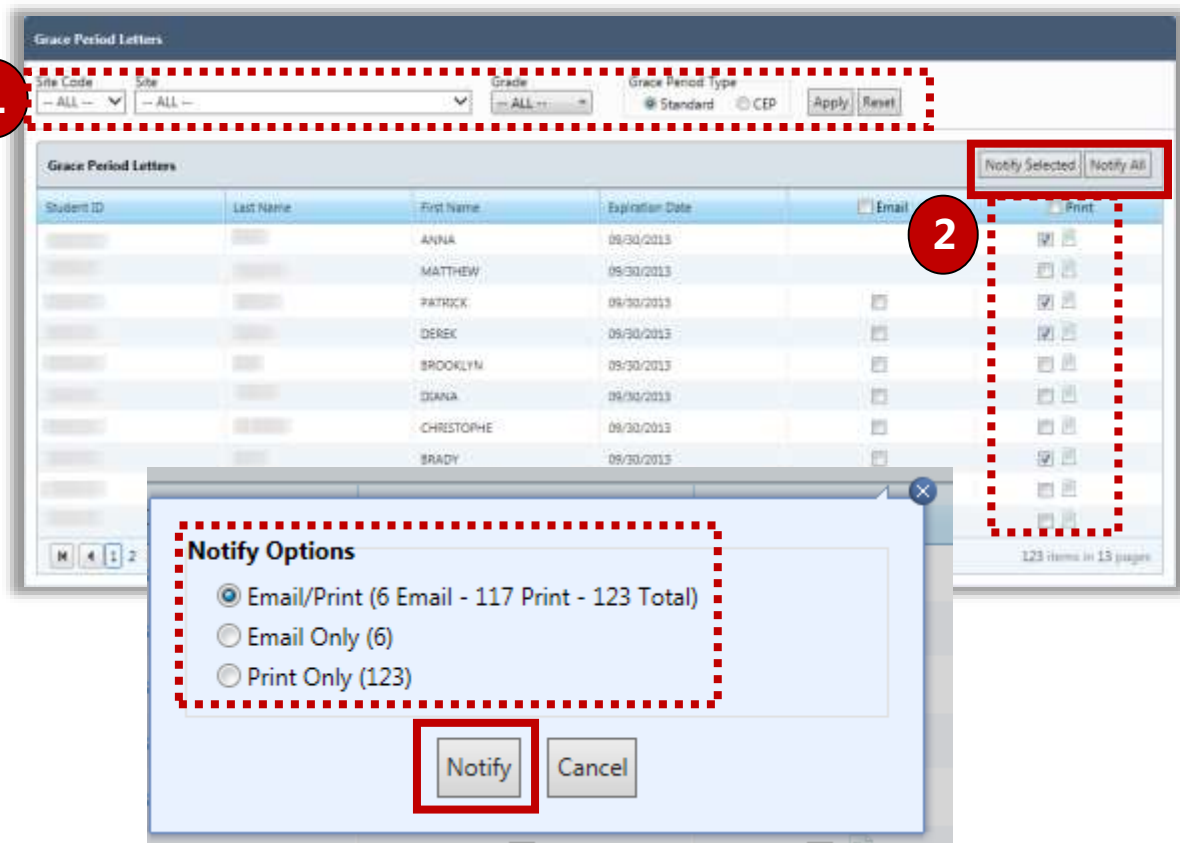 Grace Period Letters
Site Code Site Grade Grace Period Type
-- ALL -- -- ALL -- -- ALL -- Standard CEP Apply Reset
Grace Period Letters Notify Selected Notify All
Student ID Last Name First Name Expiration Date Email Print
ANNA 09/30/2013
2
MATTHEW 09/30/2013
PATRICK 09/30/2013
DEREK 09/30/2013
BROOKLYN 09/30/2013
DIANA 09/30/2013
CHRISTOPHE 09/30/2013
BRADY 09/30/2013
1 2 123 items in 13 pages
Notify Options
Email/Print (6 Email - 117 Print - 123 Total)
Email Only (6)
Print Only (123)
Notify Cancel